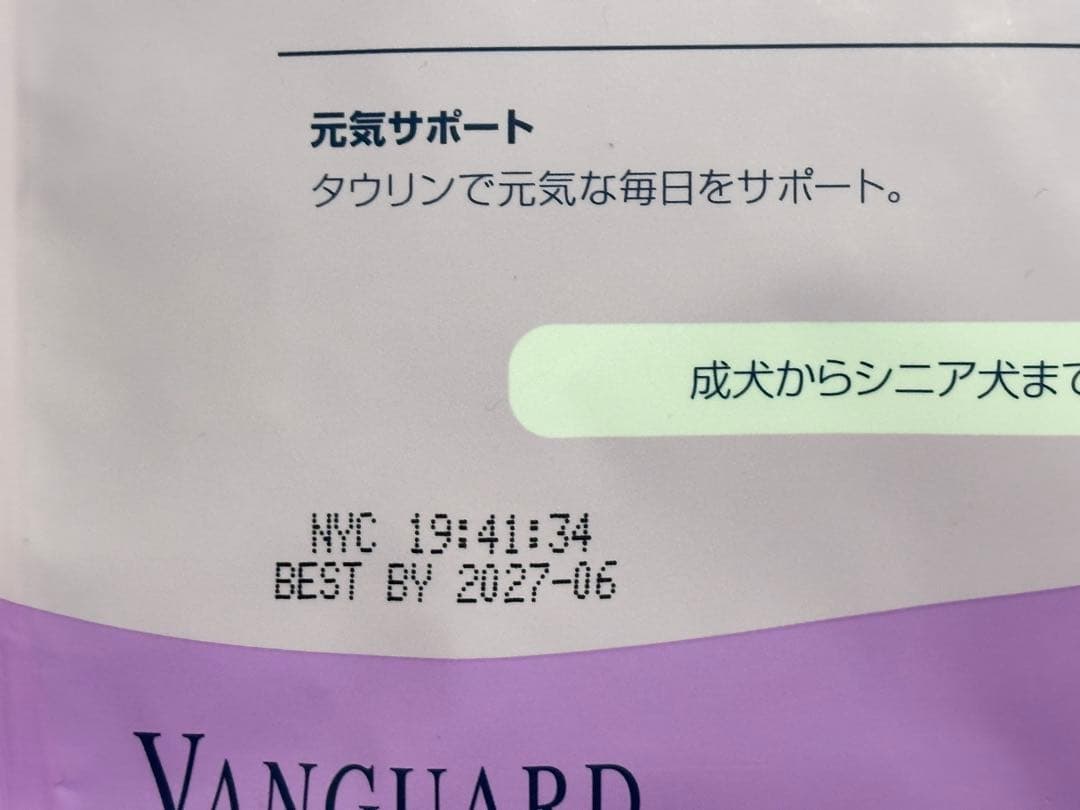 元気サポート
タウリンで元気な毎日をサポート。
成犬からシニア犬まで
NYC 19:41:34
BEST BY 2027-06
VANGUARD